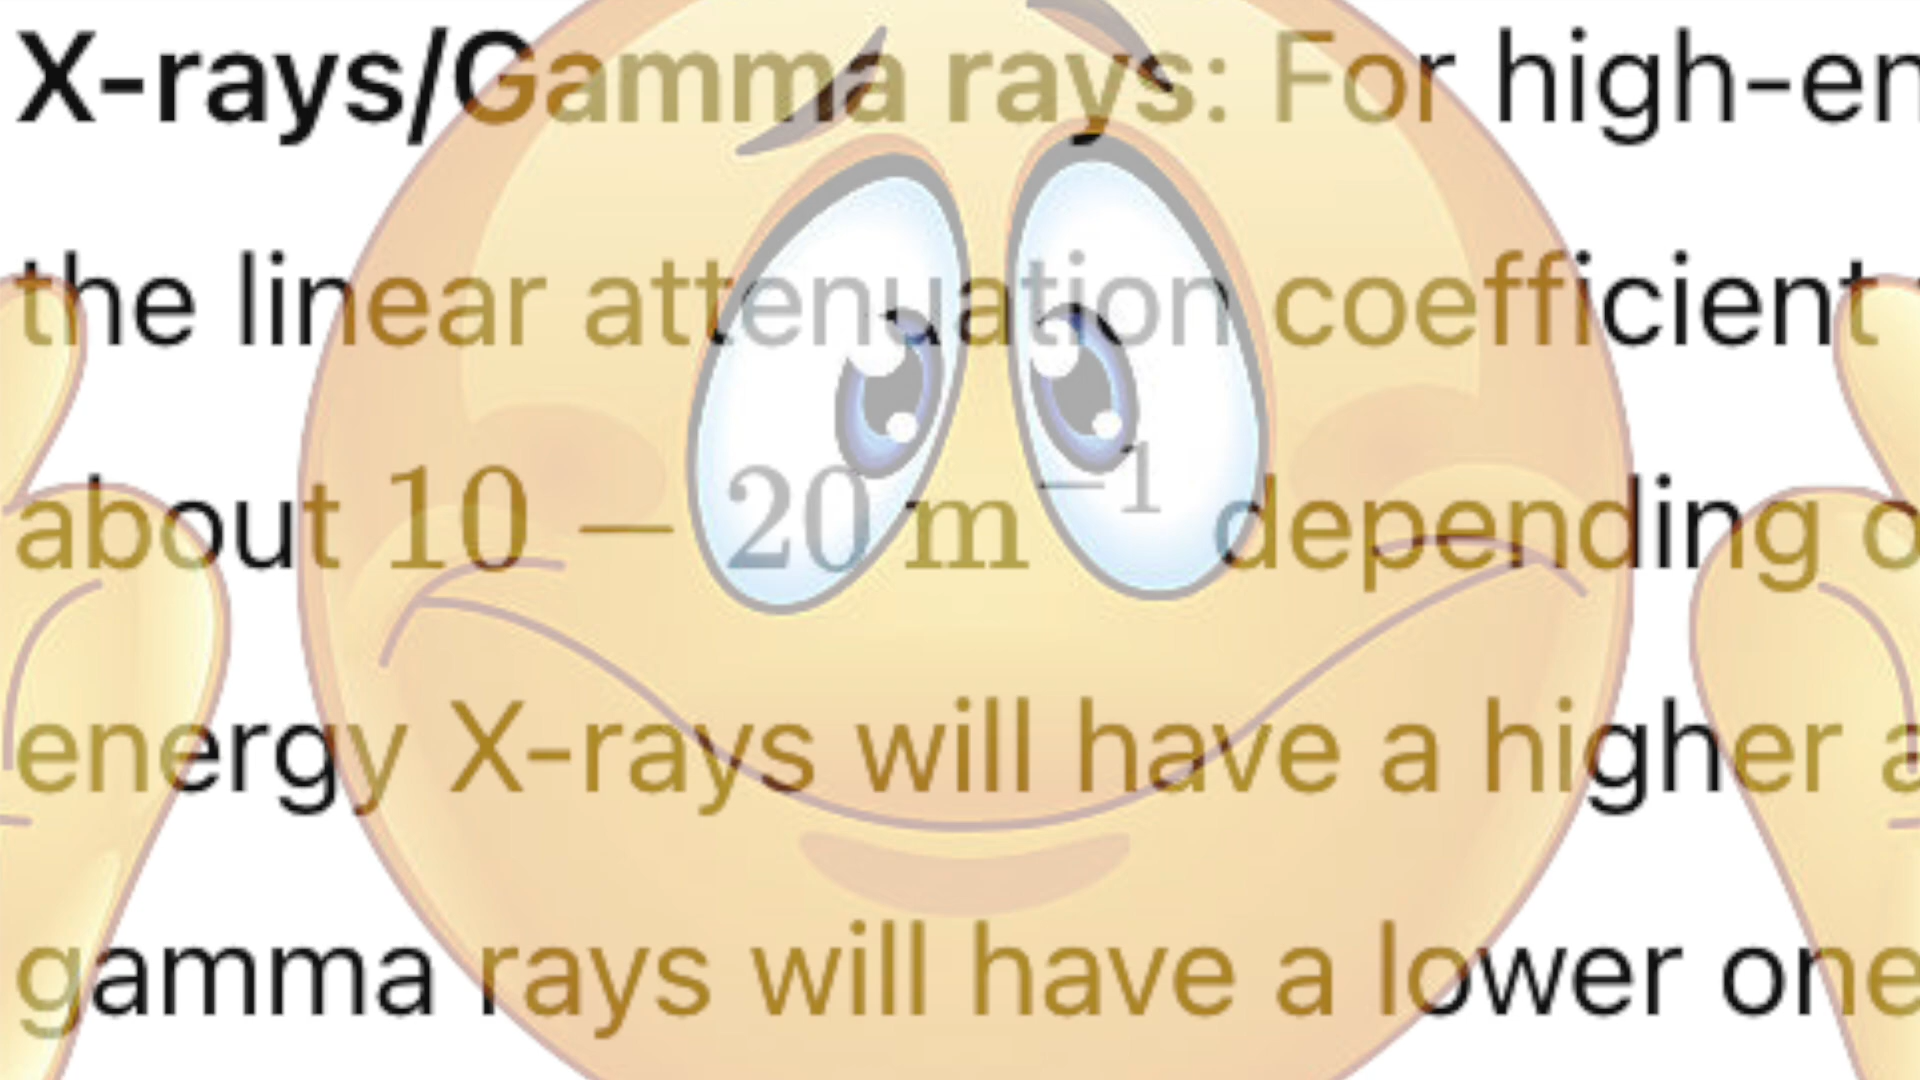 X-rays/Gamma rays: For high-en
the linear attenuation coefficient
about 10 − 20 m⁻¹ depending o
energy X-rays will have a higher a
gamma rays will have a lower one